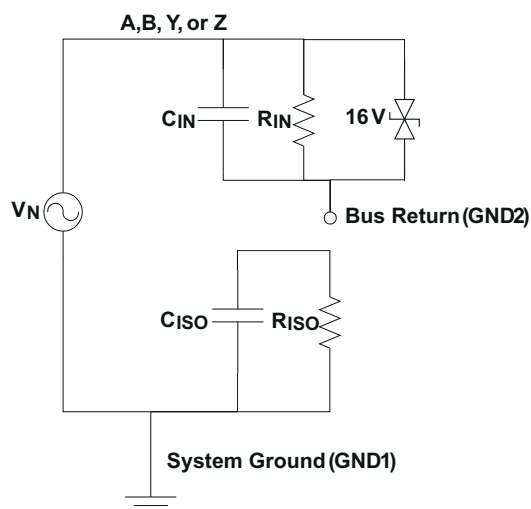 A,B, Y, or Z
CIN
RIN
16 V
VN
Bus Return (GND2)
CISO
RISO
System Ground (GND1)